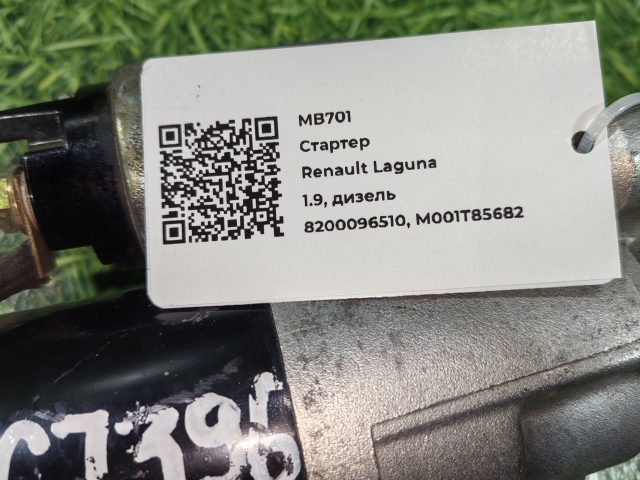 MB701
Стартер
Renault Laguna
1.9, дизель
8200096510, M001T85682